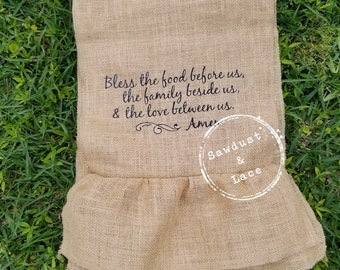 Bless the food before us,
the family beside us,
& the love between us.
Amen
Sawdust
&
Lace